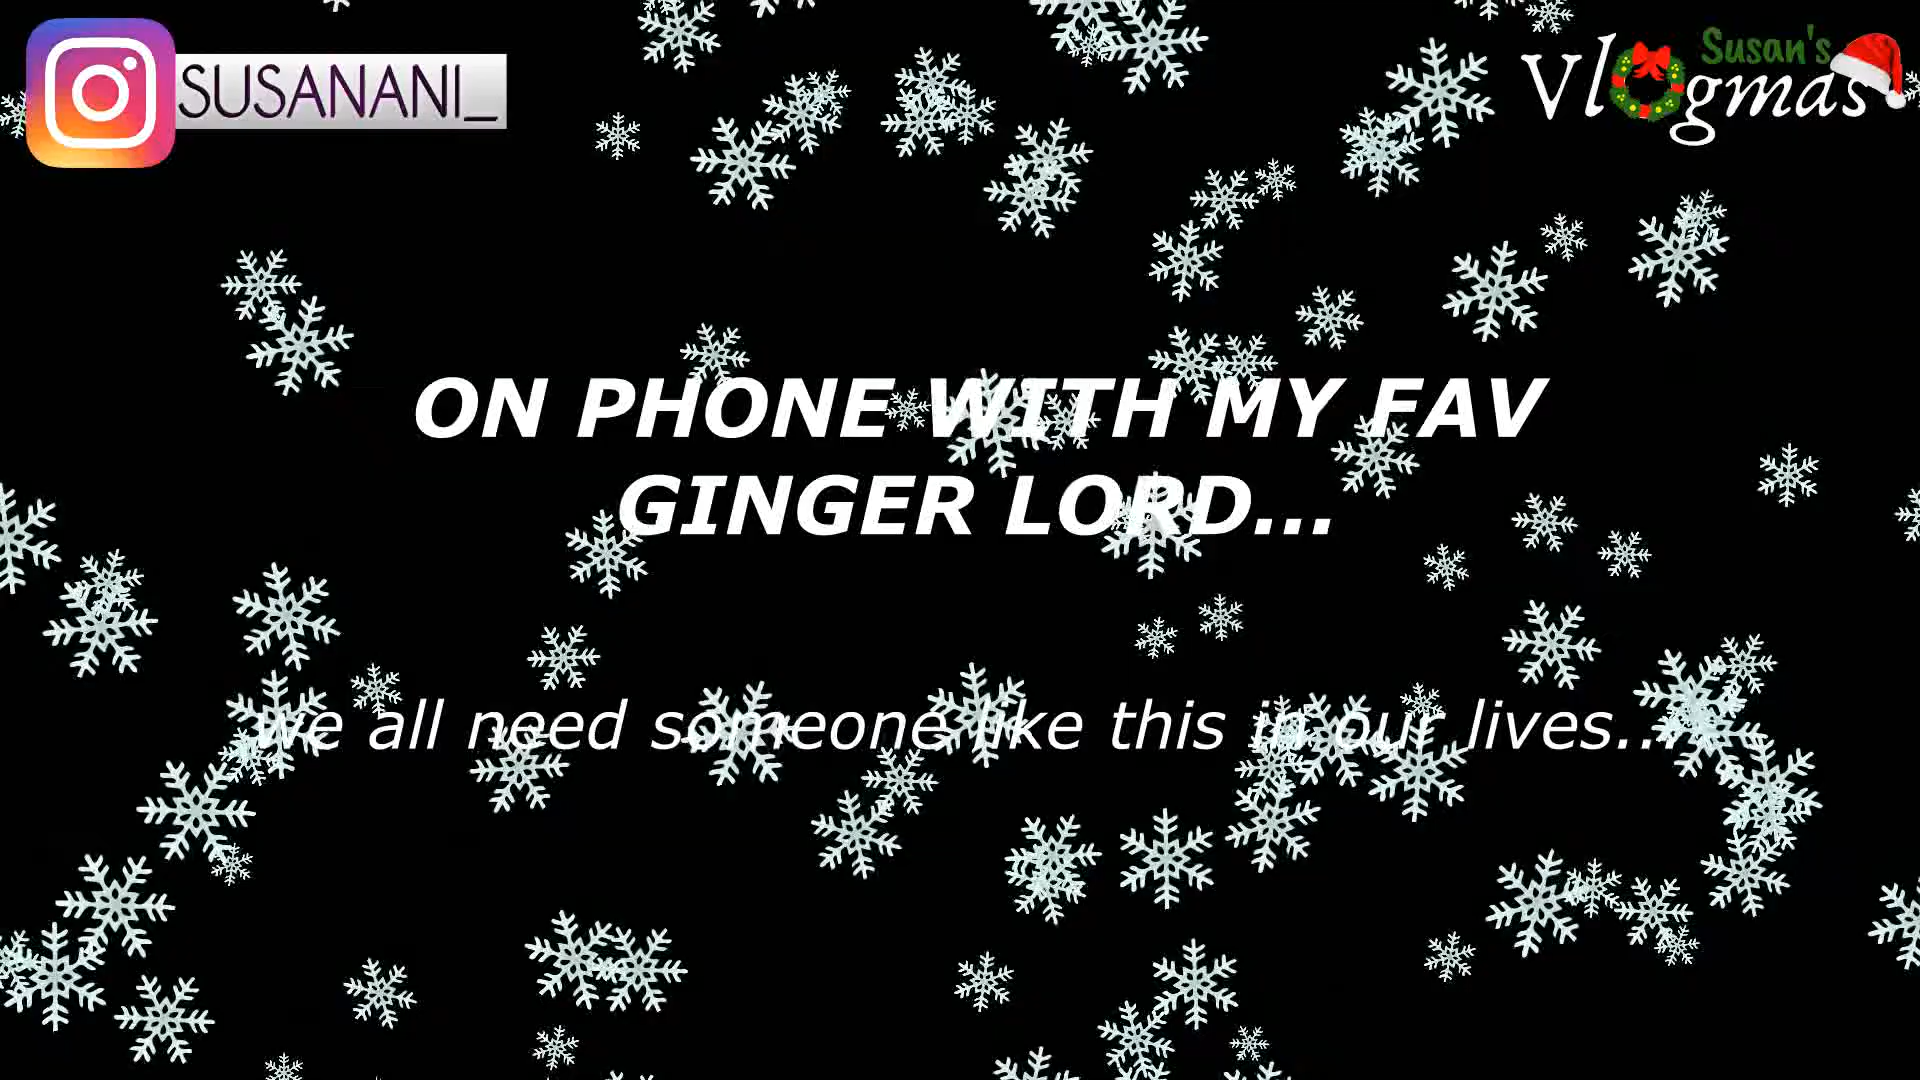 SUSANANI_
Susan's
Vlogmas
ON PHONE WITH MY FAV
GINGER LORD...
we all need someone like this in our lives...